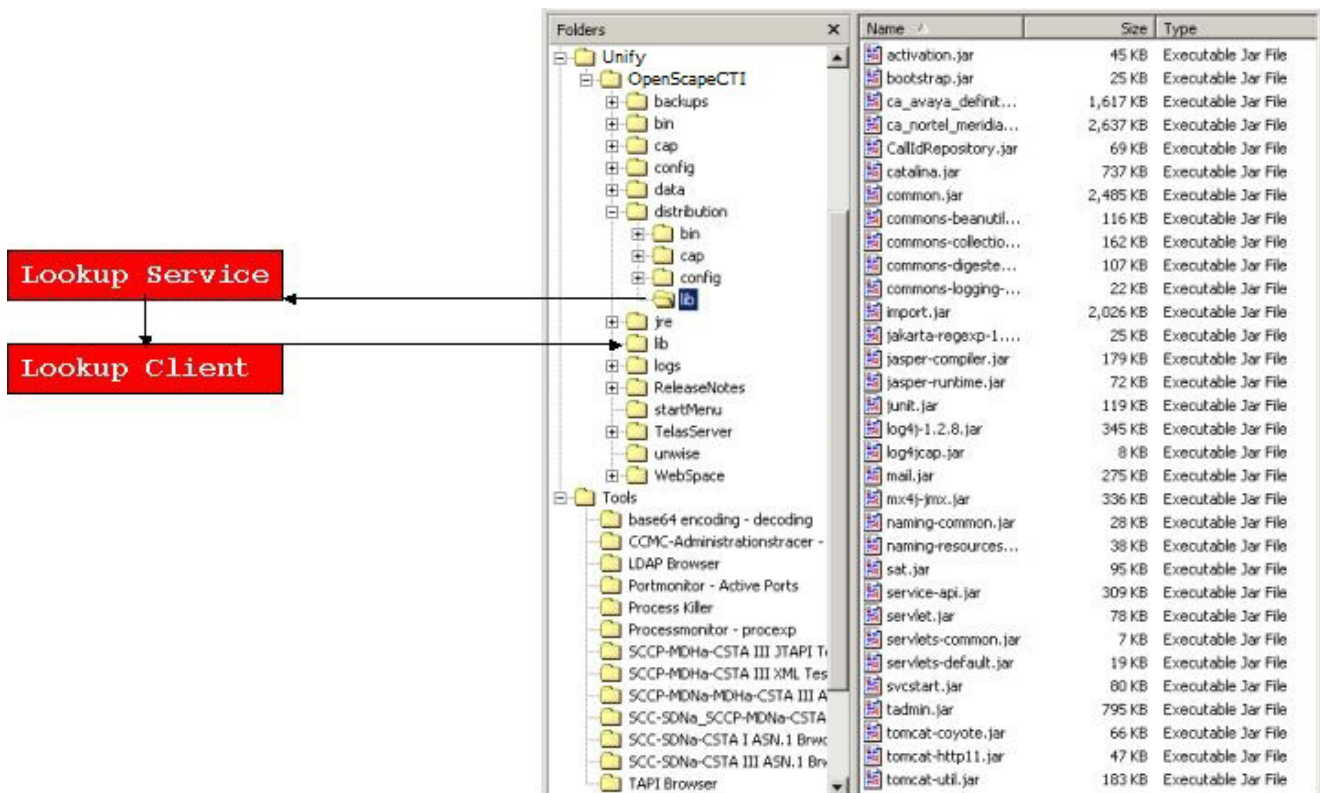 Lookup Service
Lookup Client
Folders
Unify
OpenScapeCTI
backups
bin
cap
config
data
distribution
bin
cap
config
lib
jre
lib
logs
ReleaseNotes
startMenu
TelasServer
unwise
WebSpace
Tools
base64 encoding - decoding
CCMC-Administrationstracer -
LDAP Browser
Portmonitor - Active Ports
Process Killer
Processmonitor - procexp
SCCP-MDHa-CSTA III JTAPI T
SCCP-MDHa-CSTA III XML Tes
SCCP-MDNa-MDHa-CSTA III A
SCC-SDNa_SCCP-MDNa-CSTA
SCC-SDNa-CSTA I ASN.1 Brwc
SCC-SDNa-CSTA III ASN.1 Brv
TAPI Browser
Name Size Type
activation.jar 45 KB Executable Jar File
bootstrap.jar 25 KB Executable Jar File
ca_avaya_definit... 1,617 KB Executable Jar File
ca_nortel_meridia... 2,637 KB Executable Jar File
CallIdRepository.jar 69 KB Executable Jar File
catalina.jar 737 KB Executable Jar File
common.jar 2,485 KB Executable Jar File
commons-beanutil... 116 KB Executable Jar File
commons-collectio... 162 KB Executable Jar File
commons-digeste... 107 KB Executable Jar File
commons-logging-... 22 KB Executable Jar File
import.jar 2,026 KB Executable Jar File
jakarta-regexp-1.... 25 KB Executable Jar File
jasper-compiler.jar 179 KB Executable Jar File
jasper-runtime.jar 72 KB Executable Jar File
junit.jar 119 KB Executable Jar File
log4j-1.2.8.jar 345 KB Executable Jar File
log4jcap.jar 8 KB Executable Jar File
mail.jar 275 KB Executable Jar File
mx4j-jmx.jar 336 KB Executable Jar File
naming-common.jar 28 KB Executable Jar File
naming-resources... 38 KB Executable Jar File
sat.jar 95 KB Executable Jar File
service-api.jar 309 KB Executable Jar File
servlet.jar 78 KB Executable Jar File
servlets-common.jar 7 KB Executable Jar File
servlets-default.jar 19 KB Executable Jar File
svcstart.jar 80 KB Executable Jar File
tadmin.jar 795 KB Executable Jar File
tomcat-coyote.jar 66 KB Executable Jar File
tomcat-http11.jar 47 KB Executable Jar File
tomcat-util.jar 183 KB Executable Jar File